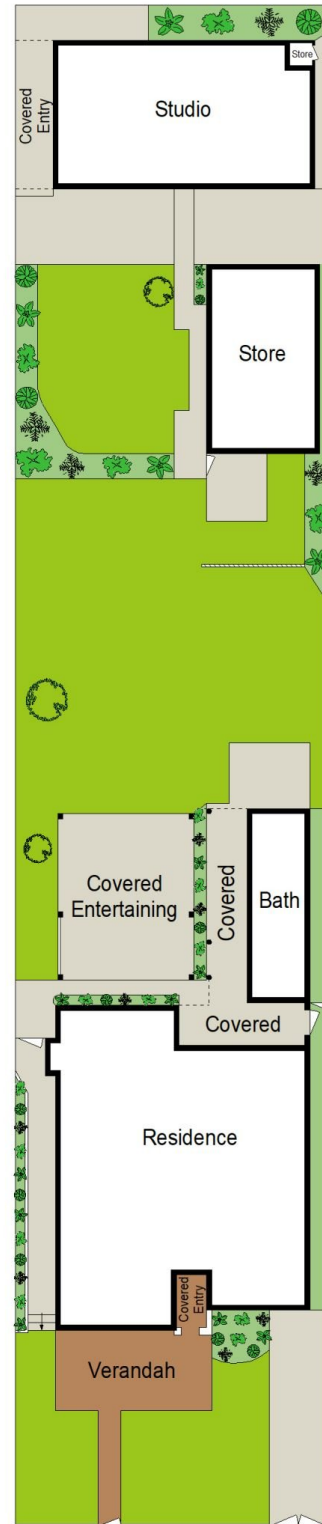 Store
Covered
Entry
Studio
Store
Covered
Entertaining
Covered
Bath
Covered
Residence
Covered
Entry
Verandah